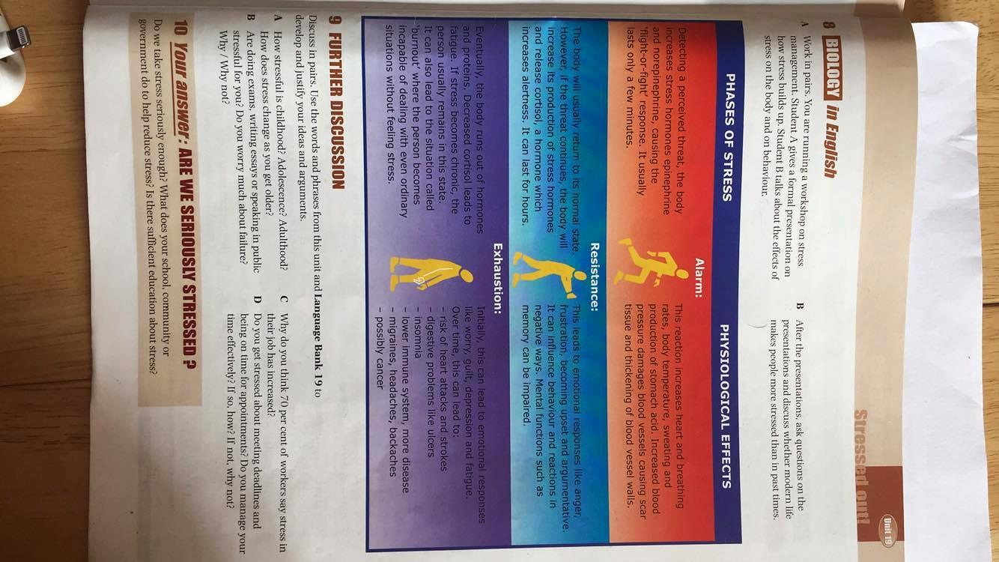 Stressed out!
Unit 19
8 BIOLOGY in English
A Work in pairs. You are running a workshop on stress
management. Student A gives a formal presentation on
how stress builds up. Student B talks about the effects of
stress on the body and on behaviour.
B After the presentations, ask questions on the
presentations and discuss whether modern life
makes people more stressed than in past times.
PHASES OF STRESS
PHYSIOLOGICAL EFFECTS
Alarm:
Detecting a perceived threat, the body
increases stress hormones epinephrine
and norepinephrine, causing the
'flight-or-fight' response. It usually
lasts only a few minutes.
This reaction increases heart and breathing
rates, body temperature, sweating and
production of stomach acid. Increased blood
pressure damages blood vessels causing scar
tissue and thickening of blood vessel walls.
Resistance:
The body will usually return to its normal state.
However, if the threat continues, the body will
increase its production of stress hormones
and release cortisol, a hormone which
increases alertness. It can last for hours.
This leads to emotional responses like anger,
frustration, becoming upset and argumentative.
It can influence behaviour and reactions in
negative ways. Mental functions such as
memory can be impaired.
Exhaustion:
Eventually, the body runs out of hormones
and proteins. Decreased cortisol leads to
fatigue. If stress becomes chronic, the
person usually remains in this state.
It can also lead to the situation called
'burnout' where the person becomes
incapable of dealing with even ordinary
situations without feeling stress.
Initially, this can lead to emotional responses
like worry, guilt, depression and fatigue.
Over time, this can lead to:
– risk of heart attacks and strokes
– digestive problems like ulcers
– insomnia
– lower immune system, more disease
– migraines, headaches, backaches
– possibly cancer
9 FURTHER DISCUSSION
Discuss in pairs. Use the words and phrases from this unit and Language Bank 19 to
develop and justify your ideas and arguments.
A How stressful is childhood? Adolescence? Adulthood?
How does stress change as you get older?
B Are doing exams, writing essays or speaking in public
stressful for you? Do you worry much about failure?
Why / Why not?
C Why do you think 70 per cent of workers say stress in
their job has increased?
D Do you get stressed about meeting deadlines and
being on time for appointments? Do you manage your
time effectively? If so, how? If not, why not?
10 Your answer: ARE WE SERIOUSLY STRESSED ?
Do we take stress seriously enough? What does your school, community or
government do to help reduce stress? Is there sufficient education about stress?